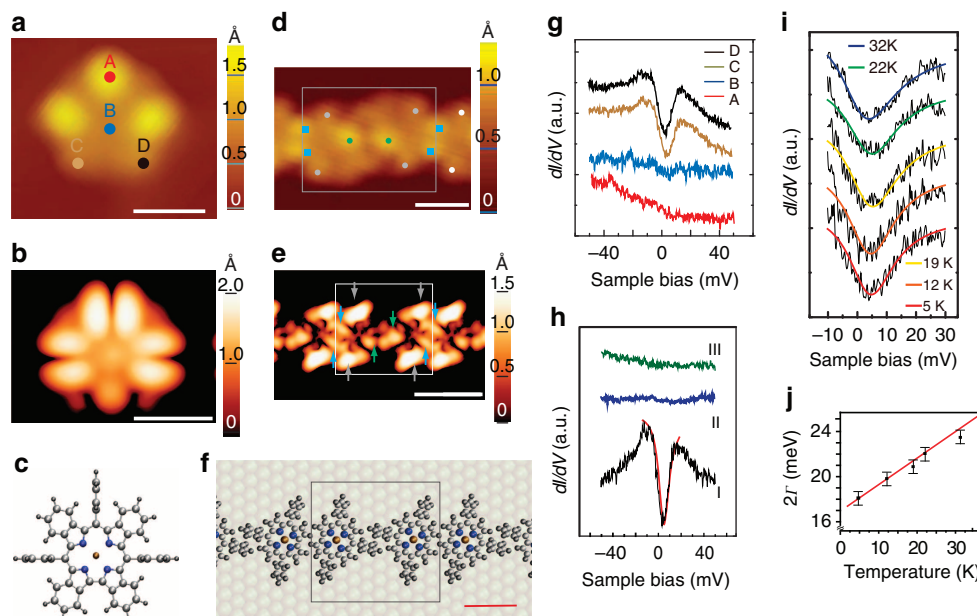 a
Å
1.5
1.0
0.5
0
A
B
C
D
b
Å
2.0
1.0
0
c
d
Å
1.0
0.5
0
e
Å
1.5
1.0
0.5
0
f
g
dI/dV (a.u.)
D
C
B
A
−40
0
40
Sample bias (mV)
h
dI/dV (a.u.)
III
II
I
−40
0
40
Sample bias (mV)
i
dI/dV (a.u.)
32K
22K
19 K
12 K
5 K
−10
0
10
20
30
Sample bias (mV)
j
2Γ (meV)
24
22
20
18
16
0
10
20
30
Temperature (K)